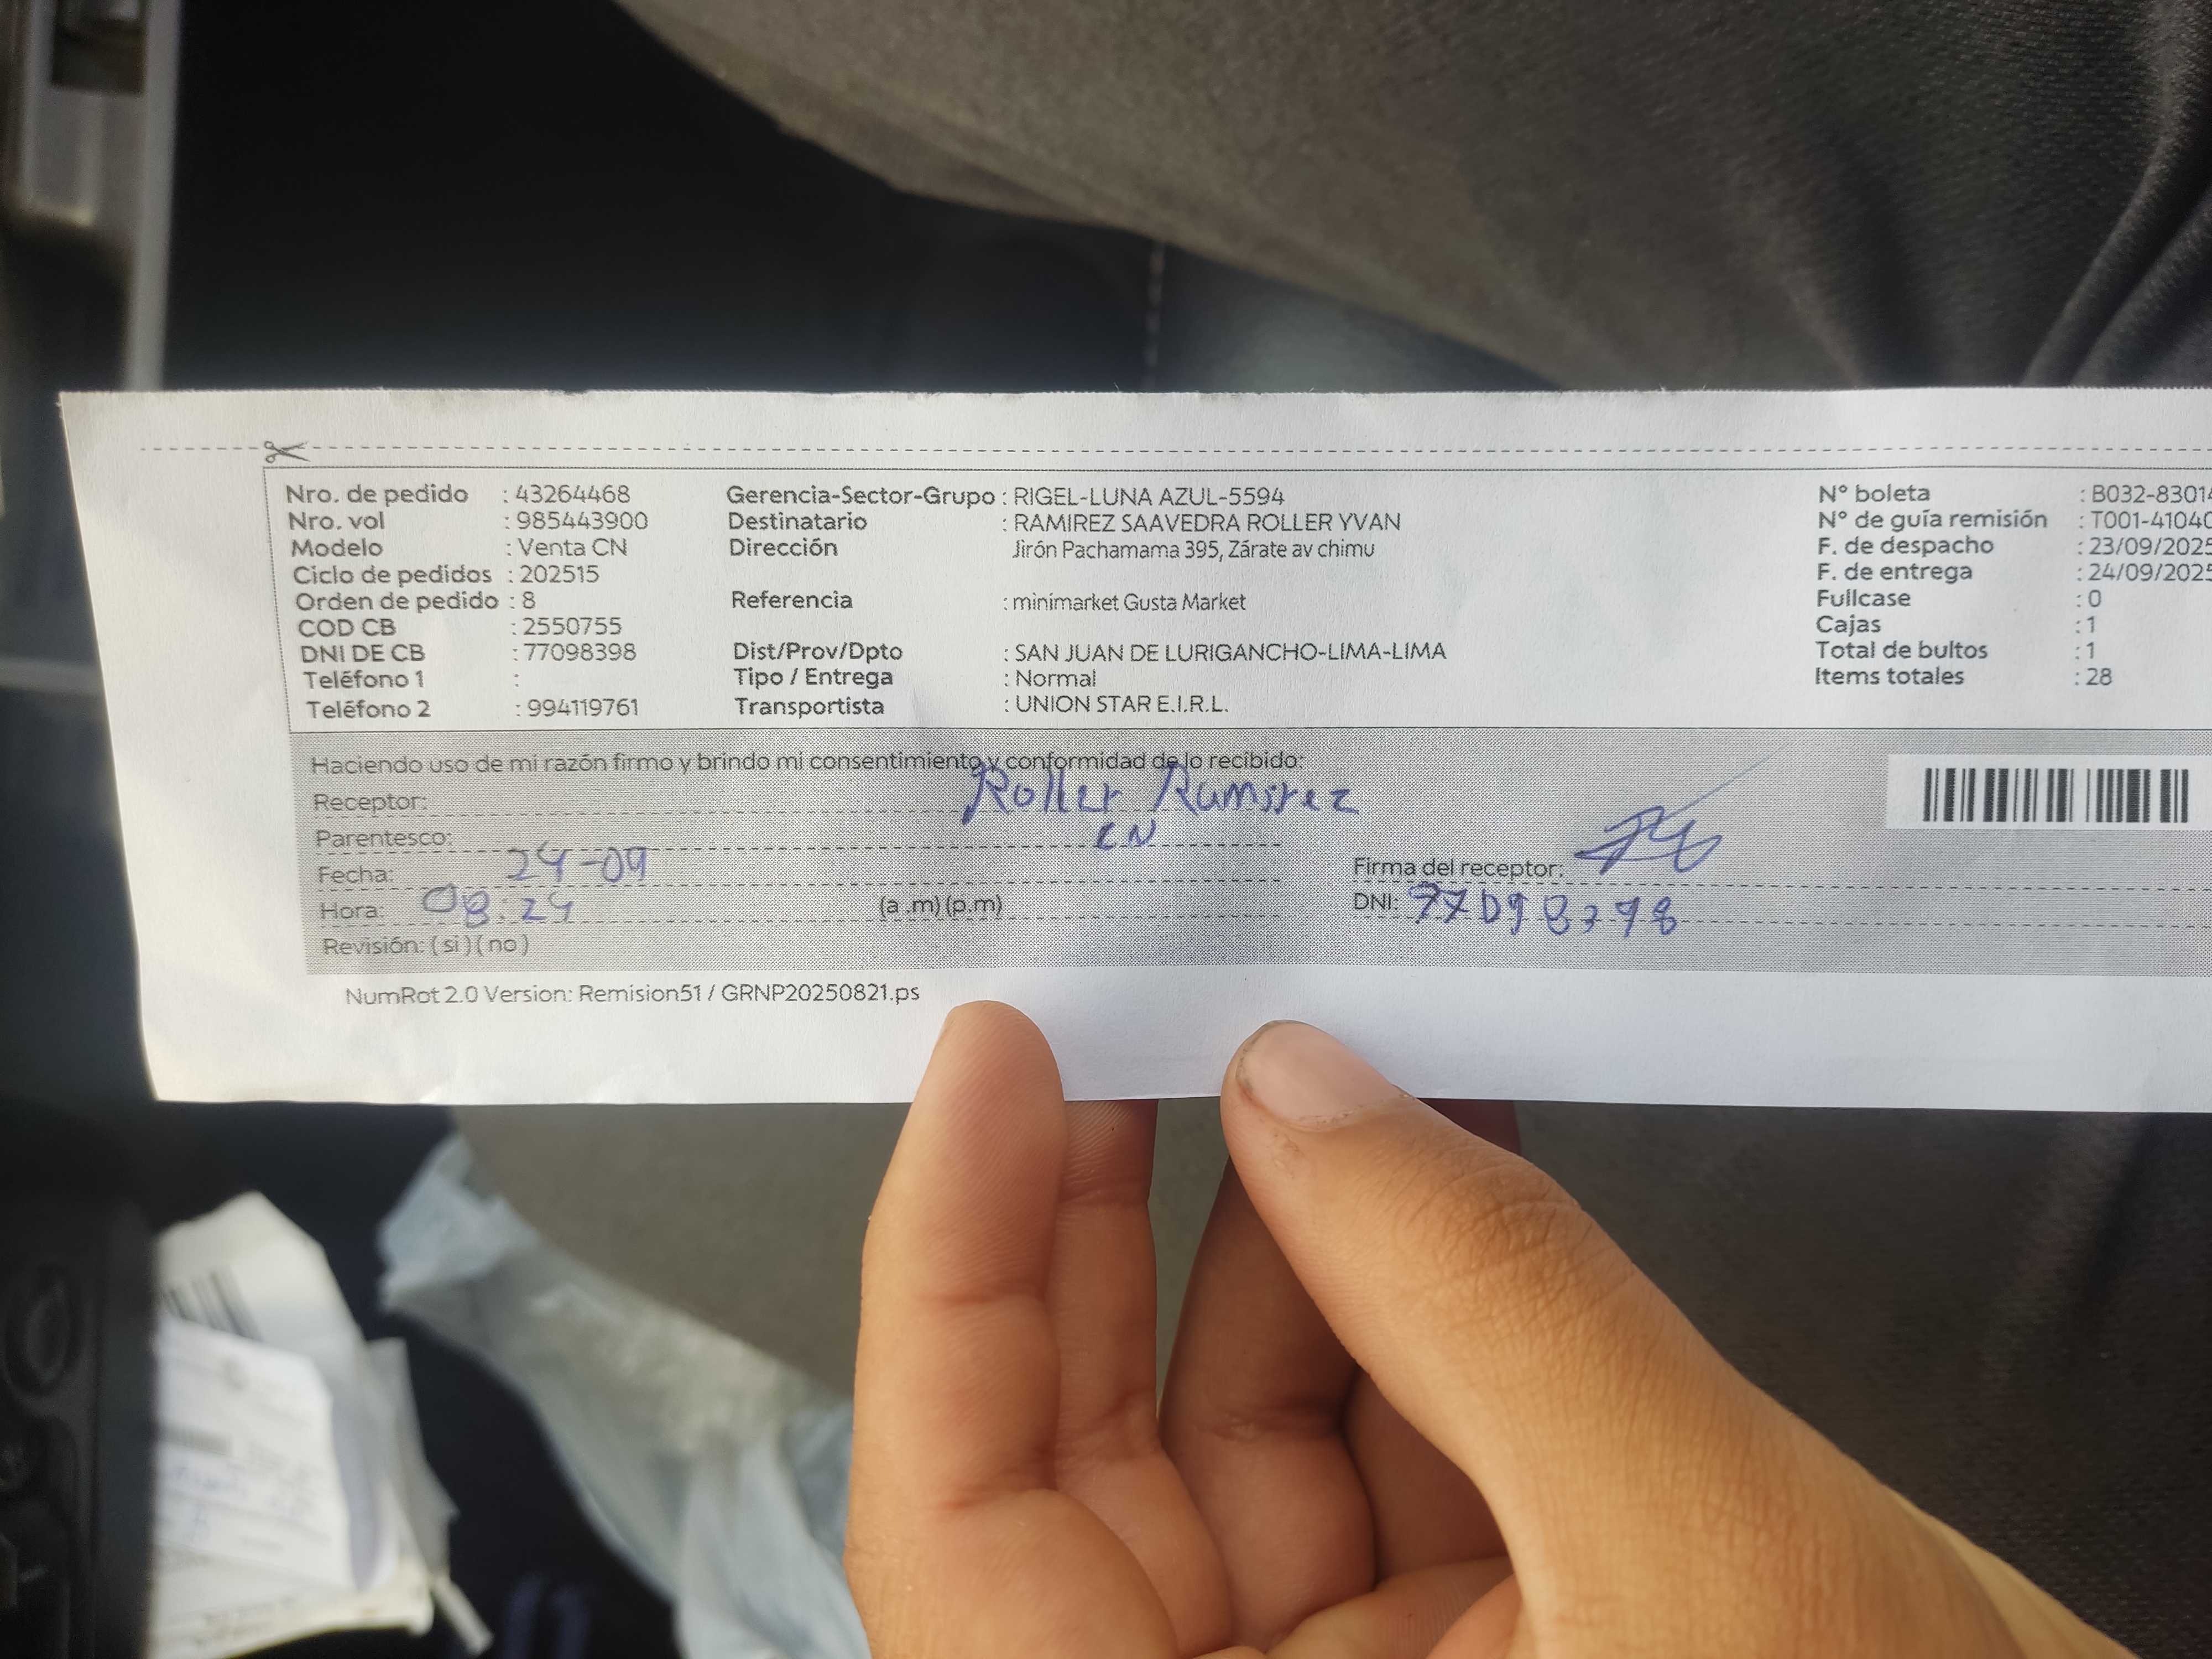 Nro. de pedido : 43264468
Nro. vol : 985443900
Modelo : Venta CN
Ciclo de pedidos : 202515
Orden de pedido : 8
COD CB : 2550755
DNI DE CB : 77098398
Teléfono 1 :
Teléfono 2 : 994119761
Gerencia-Sector-Grupo : RIGEL-LUNA AZUL-5594
Destinatario : RAMIREZ SAAVEDRA ROLLER YVAN
Dirección Jirón Pachamama 395, Zárate av chimu
Referencia : minimarket Gusta Market
Dist/Prov/Dpto : SAN JUAN DE LURIGANCHO-LIMA-LIMA
Tipo / Entrega : Normal
Transportista : UNION STAR E.I.R.L.
N° boleta : B032-8301
N° de guía remisión : T001-4104
F. de despacho : 23/09/2025
F. de entrega : 24/09/2025
Fullcase : 0
Cajas : 1
Total de bultos : 1
Items totales : 28
Haciendo uso de mi razón firmo y brindo mi consentimiento y conformidad de lo recibido:
Receptor: Roller Ramirez
Parentesco: CN
Fecha: 24-09
Hora: 08:24 (a .m) (p.m)
Revisión: ( si ) ( no )
Firma del receptor:
DNI: 77098398
NumRot 2.0 Version: Remision51 / GRNP20250821.ps